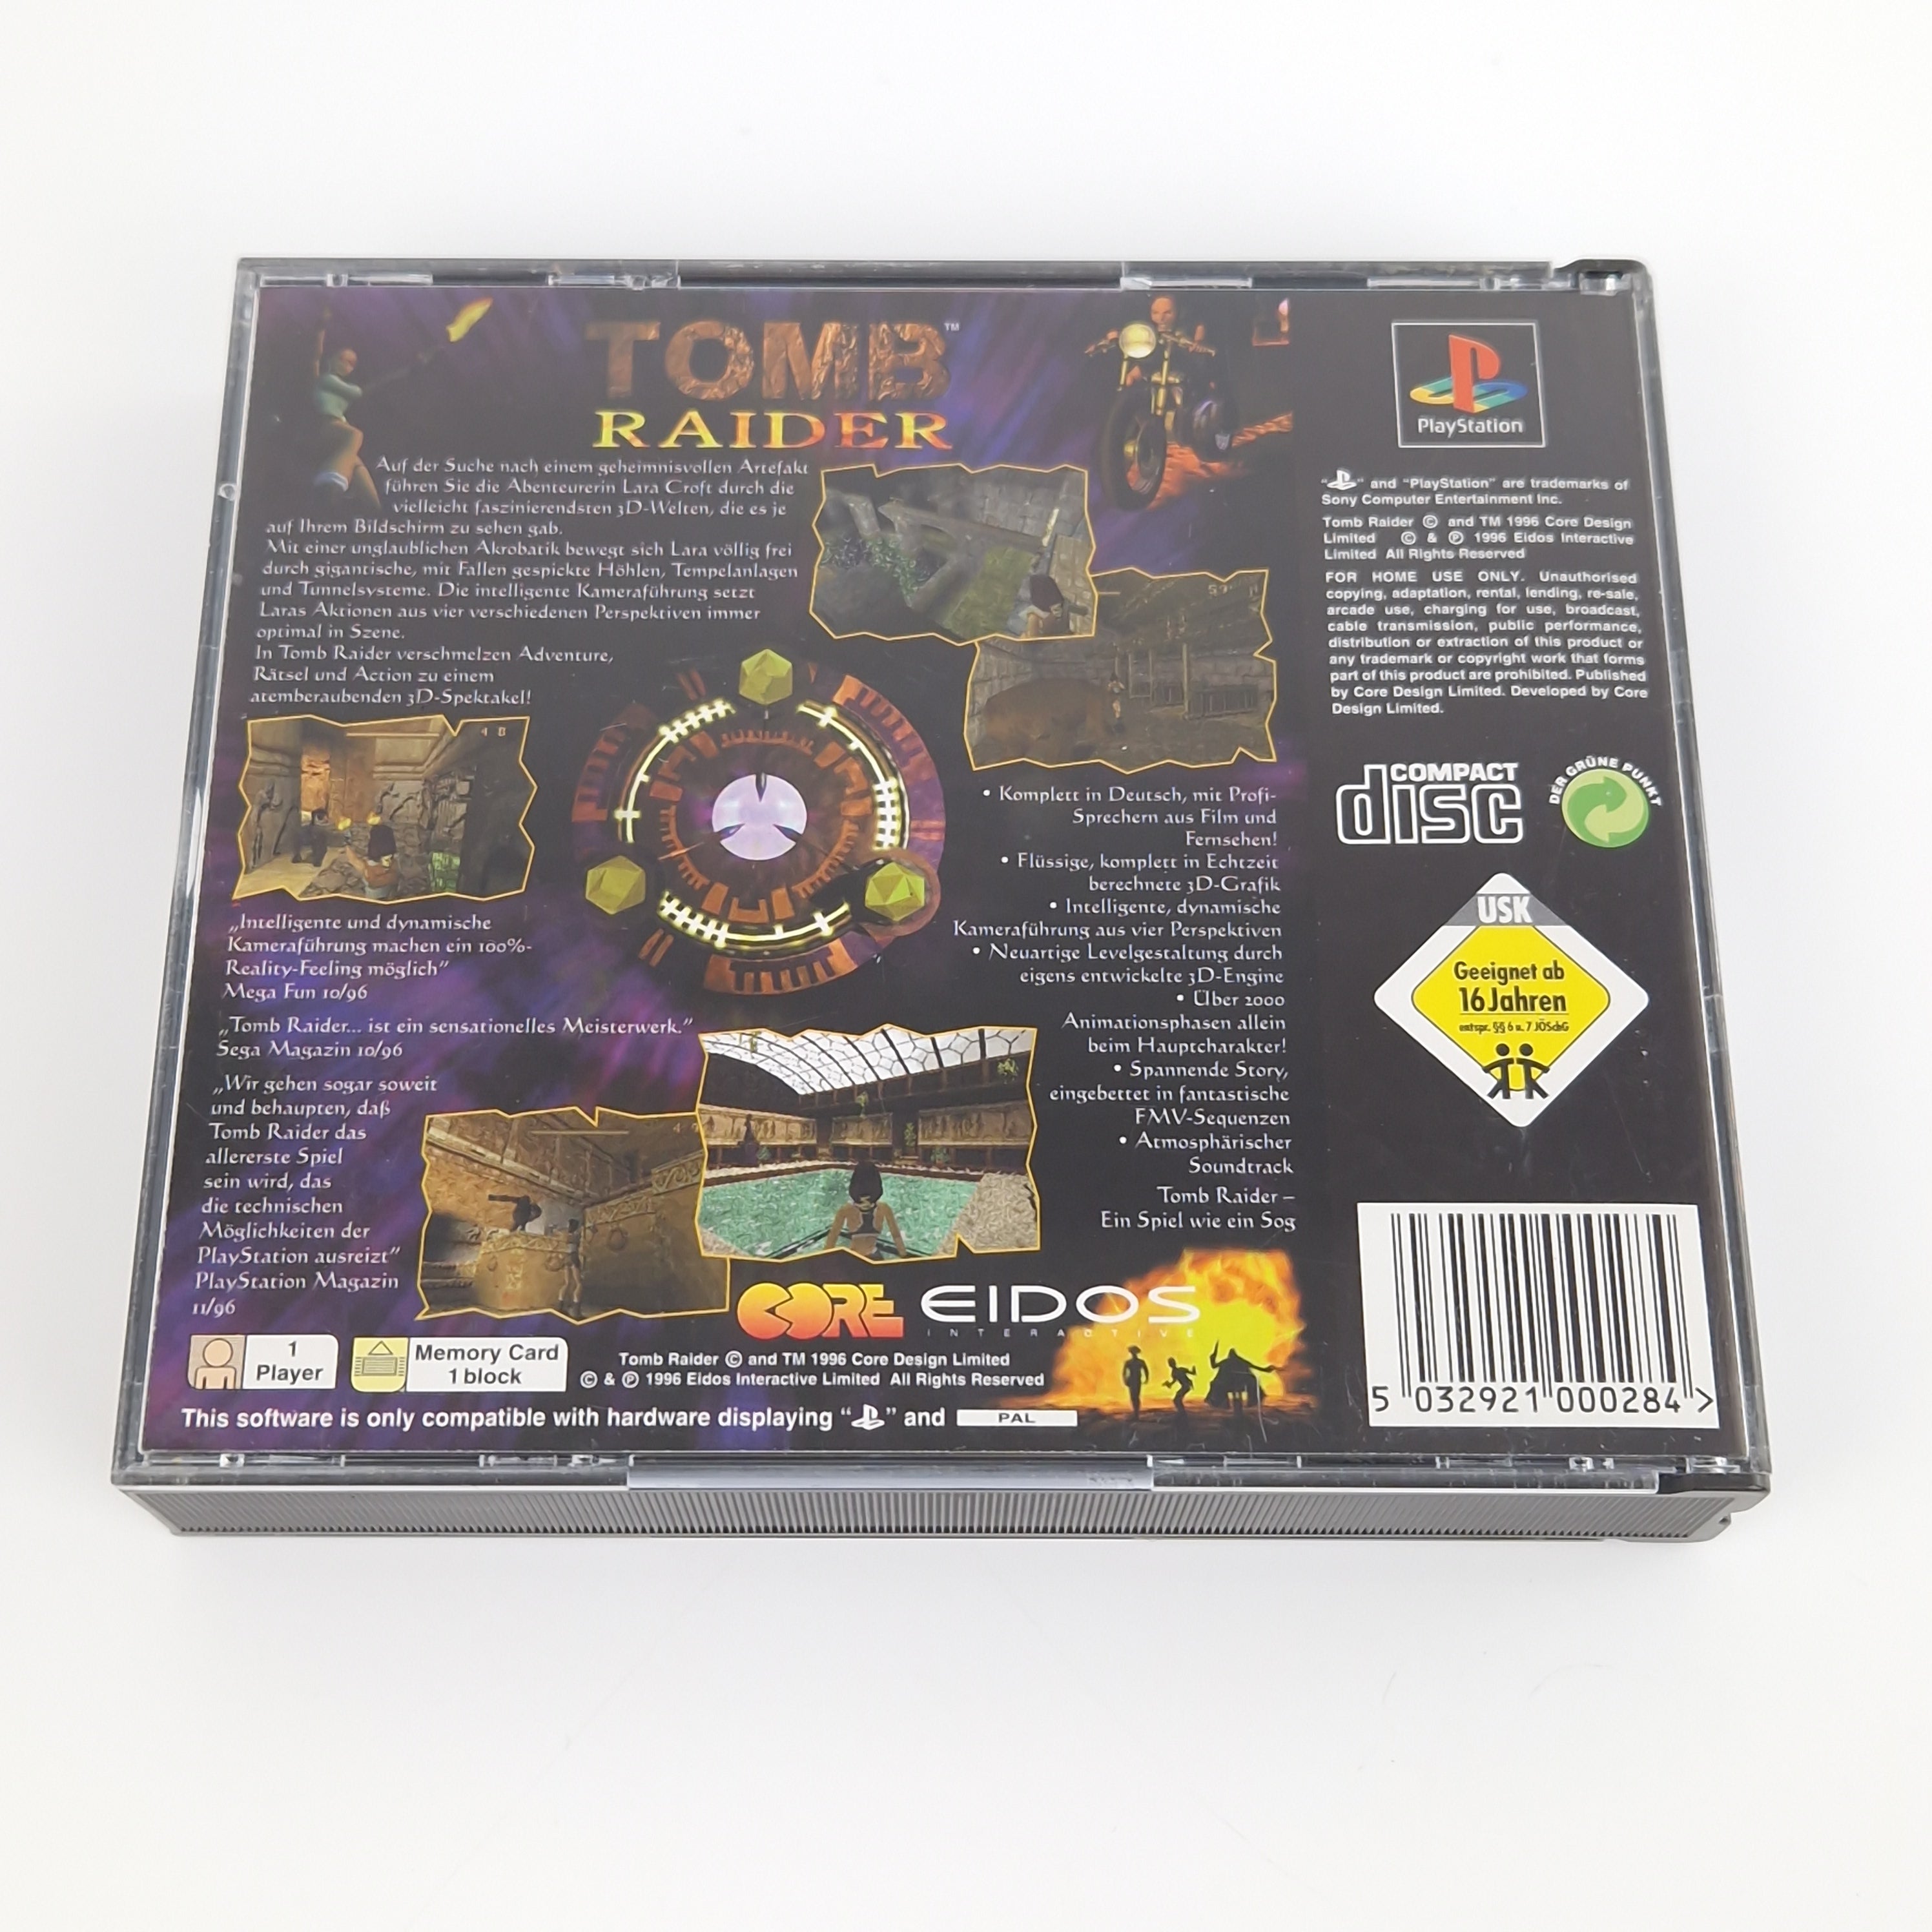 TOMB™
RAIDER
Auf der Suche nach einem geheimnisvollen Artefakt
führen Sie die Abenteurerin Lara Croft durch die
vielleicht faszinierendsten 3D-Welten, die es je
auf Ihrem Bildschirm zu sehen gab.
Mit einer unglaublichen Akrobatik bewegt sich Lara völlig frei
durch gigantische, mit Fallen gespickte Höhlen, Tempelanlagen
und Tunnelsysteme. Die intelligente Kameraführung setzt
Laras Aktionen aus vier verschiedenen Perspektiven immer
optimal in Szene.
In Tomb Raider verschmelzen Adventure,
Rätsel und Action zu einem
atemberaubenden 3D-Spektakel!
„Intelligente und dynamische
Kameraführung machen ein 100%-
Reality-Feeling möglich"
Mega Fun 10/96
„Tomb Raider... ist ein sensationelles Meisterwerk."
Sega Magazin 10/96
„Wir gehen sogar soweit
und behaupten, daß
Tomb Raider das
allererste Spiel
sein wird, das
die technischen
Möglichkeiten der
PlayStation ausreizt"
PlayStation Magazin
11/96
• Komplett in Deutsch, mit Profi-
Sprechern aus Film und
Fernsehen!
• Flüssige, komplett in Echtzeit
berechnete 3D-Grafik
• Intelligente, dynamische
Kameraführung aus vier Perspektiven
• Neuartige Levelgestaltung durch
eigens entwickelte 3D-Engine
• Über 2000
Animationsphasen allein
beim Hauptcharakter!
• Spannende Story,
eingebettet in fantastische
FMV-Sequenzen
• Atmosphärischer
Soundtrack
Tomb Raider –
Ein Spiel wie ein Sog
CORE EIDOS
INTERACTIVE
1
Player
Memory Card
1 block
Tomb Raider © and TM 1996 Core Design Limited
© & ℗ 1996 Eidos Interactive Limited All Rights Reserved
This software is only compatible with hardware displaying “PS” and PAL
PlayStation
“PS” and “PlayStation” are trademarks of
Sony Computer Entertainment Inc.
Tomb Raider © and TM 1996 Core Design
Limited © & ℗ 1996 Eidos Interactive
Limited All Rights Reserved
FOR HOME USE ONLY. Unauthorised
copying, adaptation, rental, lending, re-sale,
arcade use, charging for use, broadcast,
cable transmission, public performance,
distribution or extraction of this product or
any trademark or copyright work that forms
part of this product are prohibited. Published
by Core Design Limited. Developed by Core
Design Limited.
COMPACT
disc
DER GRÜNE PUNKT
USK
Geeignet ab
16 Jahren
entspr. §§ 6 u. 7 JÖSchG
5 032921 000284 >